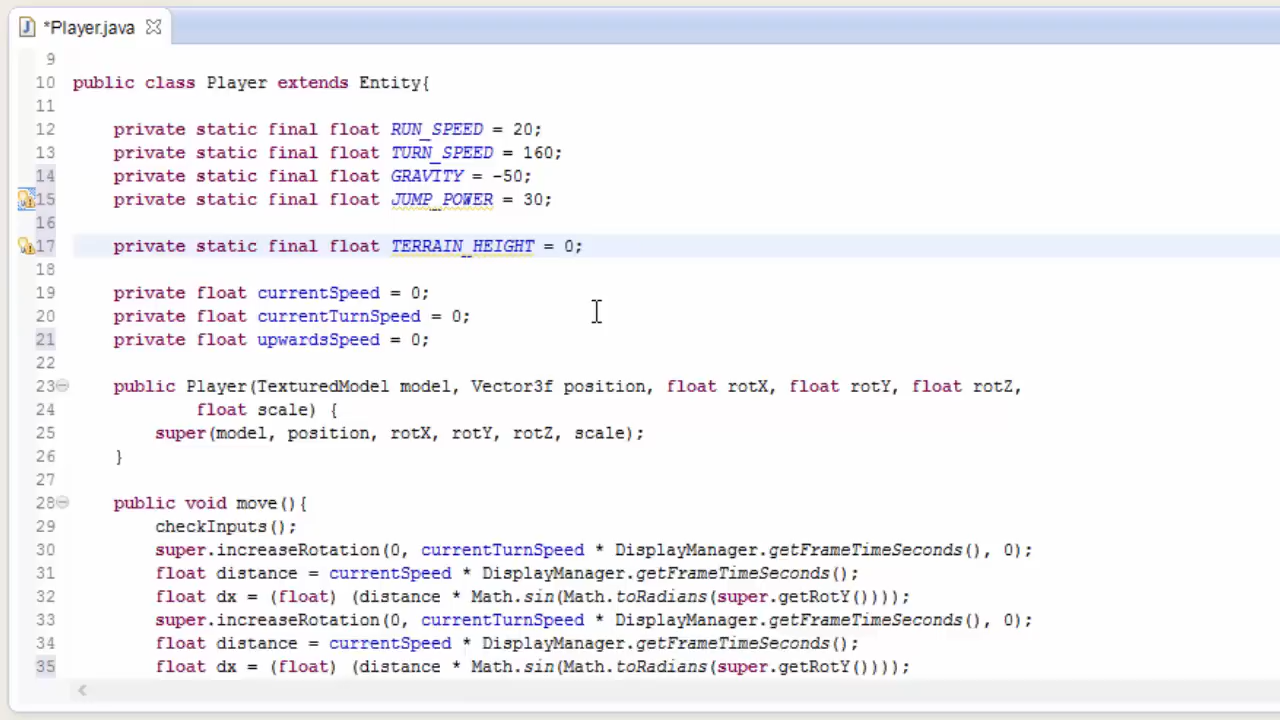 *Player.java
9
10 public class Player extends Entity{
11
12 private static final float RUN_SPEED = 20;
13 private static final float TURN_SPEED = 160;
14 private static final float GRAVITY = -50;
15 private static final float JUMP_POWER = 30;
16
17 private static final float TERRAIN_HEIGHT = 0;
18
19 private float currentSpeed = 0;
20 private float currentTurnSpeed = 0;
21 private float upwardsSpeed = 0;
22
23 public Player(TexturedModel model, Vector3f position, float rotX, float rotY, float rotZ,
24 float scale) {
25 super(model, position, rotX, rotY, rotZ, scale);
26 }
27
28 public void move(){
29 checkInputs();
30 super.increaseRotation(0, currentTurnSpeed * DisplayManager.getFrameTimeSeconds(), 0);
31 float distance = currentSpeed * DisplayManager.getFrameTimeSeconds();
32 float dx = (float) (distance * Math.sin(Math.toRadians(super.getRotY())));
33 super.increaseRotation(0, currentTurnSpeed * DisplayManager.getFrameTimeSeconds(), 0);
34 float distance = currentSpeed * DisplayManager.getFrameTimeSeconds();
35 float dx = (float) (distance * Math.sin(Math.toRadians(super.getRotY())));